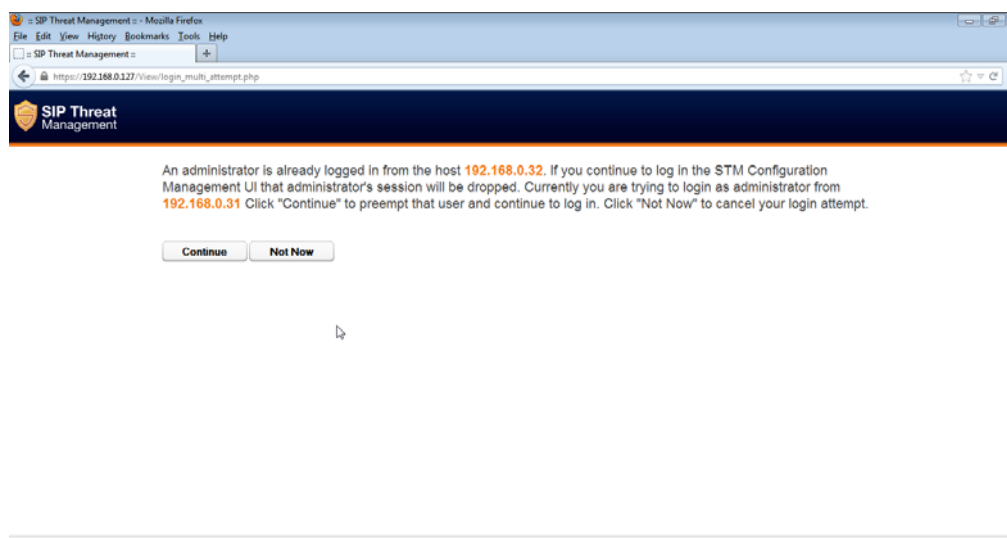 :: SIP Threat Management :: - Mozilla Firefox
File Edit View History Bookmarks Tools Help
:: SIP Threat Management ::
https://192.168.0.127/View/login_multi_attempt.php
SIP Threat
Management
An administrator is already logged in from the host 192.168.0.32. If you continue to log in the STM Configuration
Management UI that administrator's session will be dropped. Currently you are trying to login as administrator from
192.168.0.31 Click "Continue" to preempt that user and continue to log in. Click "Not Now" to cancel your login attempt.
Continue Not Now